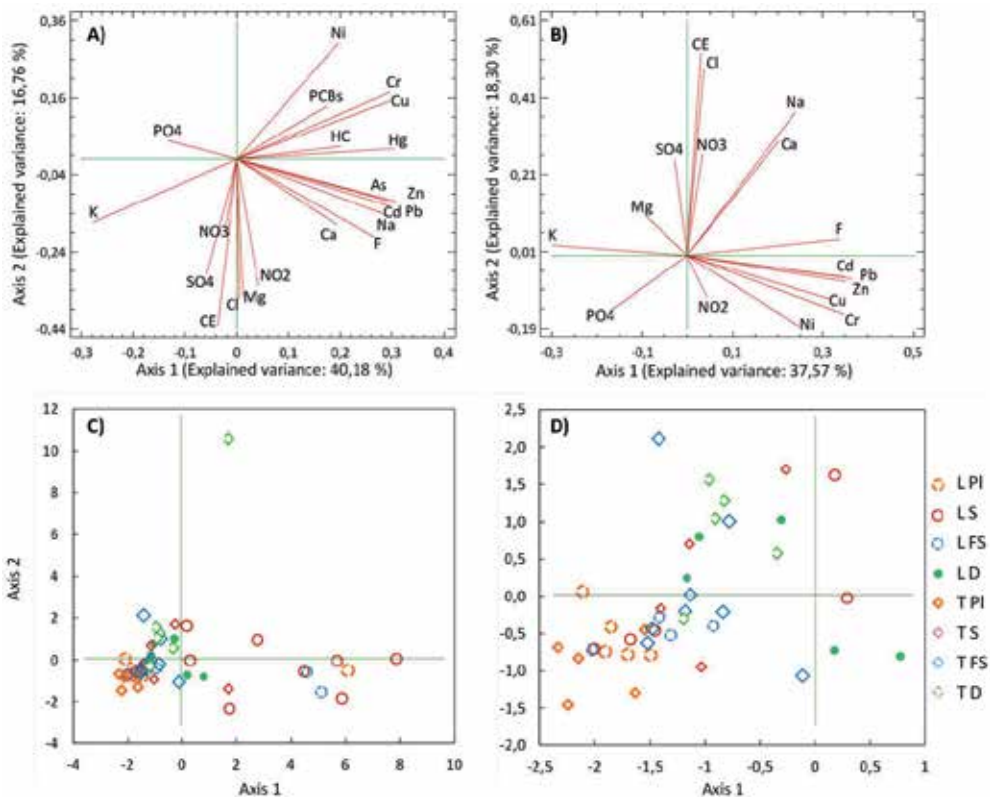 A)
0,36
0,16
-0,04
-0,24
-0,44
Axis 2 (Explained variance: 16,76 %)
Ni
Cr
PCBs
Cu
PO4
HC
Hg
As
Zn
K
Cd Pb
NO3
Na
Ca
F
SO4
NO2
Cl
Mg
CE
-0,3
-0,1
0
0,1
0,2
0,3
0,4
Axis 1 (Explained variance: 40,18 %)
B)
0,61
0,41
0,21
0,01
-0,19
Axis 2 (Explained variance: 18,30 %)
CE
Cl
Na
SO4
NO3
Ca
Mg
F
K
Cd
Pb
Zn
NO2
Cu
PO4
Ni
Cr
-0,3
-0,1
0,1
0,3
0,5
Axis 1 (Explained variance: 37,57 %)
C)
12
10
8
6
4
2
0
-2
-4
Axis 2
-4
-2
0
2
4
6
8
10
Axis 1
D)
2,5
2,0
1,5
1,0
0,5
0,0
-0,5
-1,0
-1,5
-2,0
-2,5
-2
-1,5
-1
-0,5
0
0,5
1
Axis 1
L Pl
L S
L FS
L D
T Pl
T S
T FS
T D